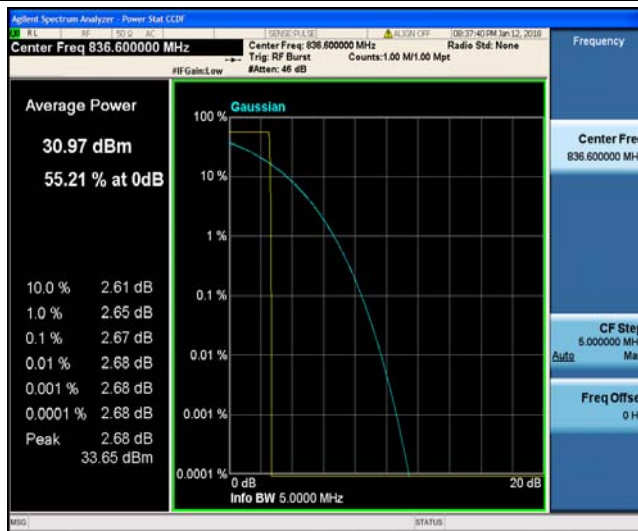 Agilent Spectrum Analyzer - Power Stat CCDF
RL RF 50 Ω AC SENSE:PULSE ALIGN OFF 08:37:40 PM Jan 12, 2018
Center Freq 836.600000 MHz
Center Freq: 836.600000 MHz Radio Std: None
Trig: RF Burst Counts:1.00 M/1.00 Mpt
#IFGain:Low #Atten: 46 dB
Frequency
Average Power
30.97 dBm
55.21 % at 0dB
10.0 % 2.61 dB
1.0 % 2.65 dB
0.1 % 2.67 dB
0.01 % 2.68 dB
0.001 % 2.68 dB
0.0001 % 2.68 dB
Peak 2.68 dB
33.65 dBm
Gaussian
100 %
10 %
1 %
0.1 %
0.01 %
0.001 %
0.0001 %
0 dB 20 dB
Info BW 5.0000 MHz
Center Fre
836.600000 MH
CF Ste
5.000000 MH
Auto Ma
Freq Offse
0 H
MSG STATUS